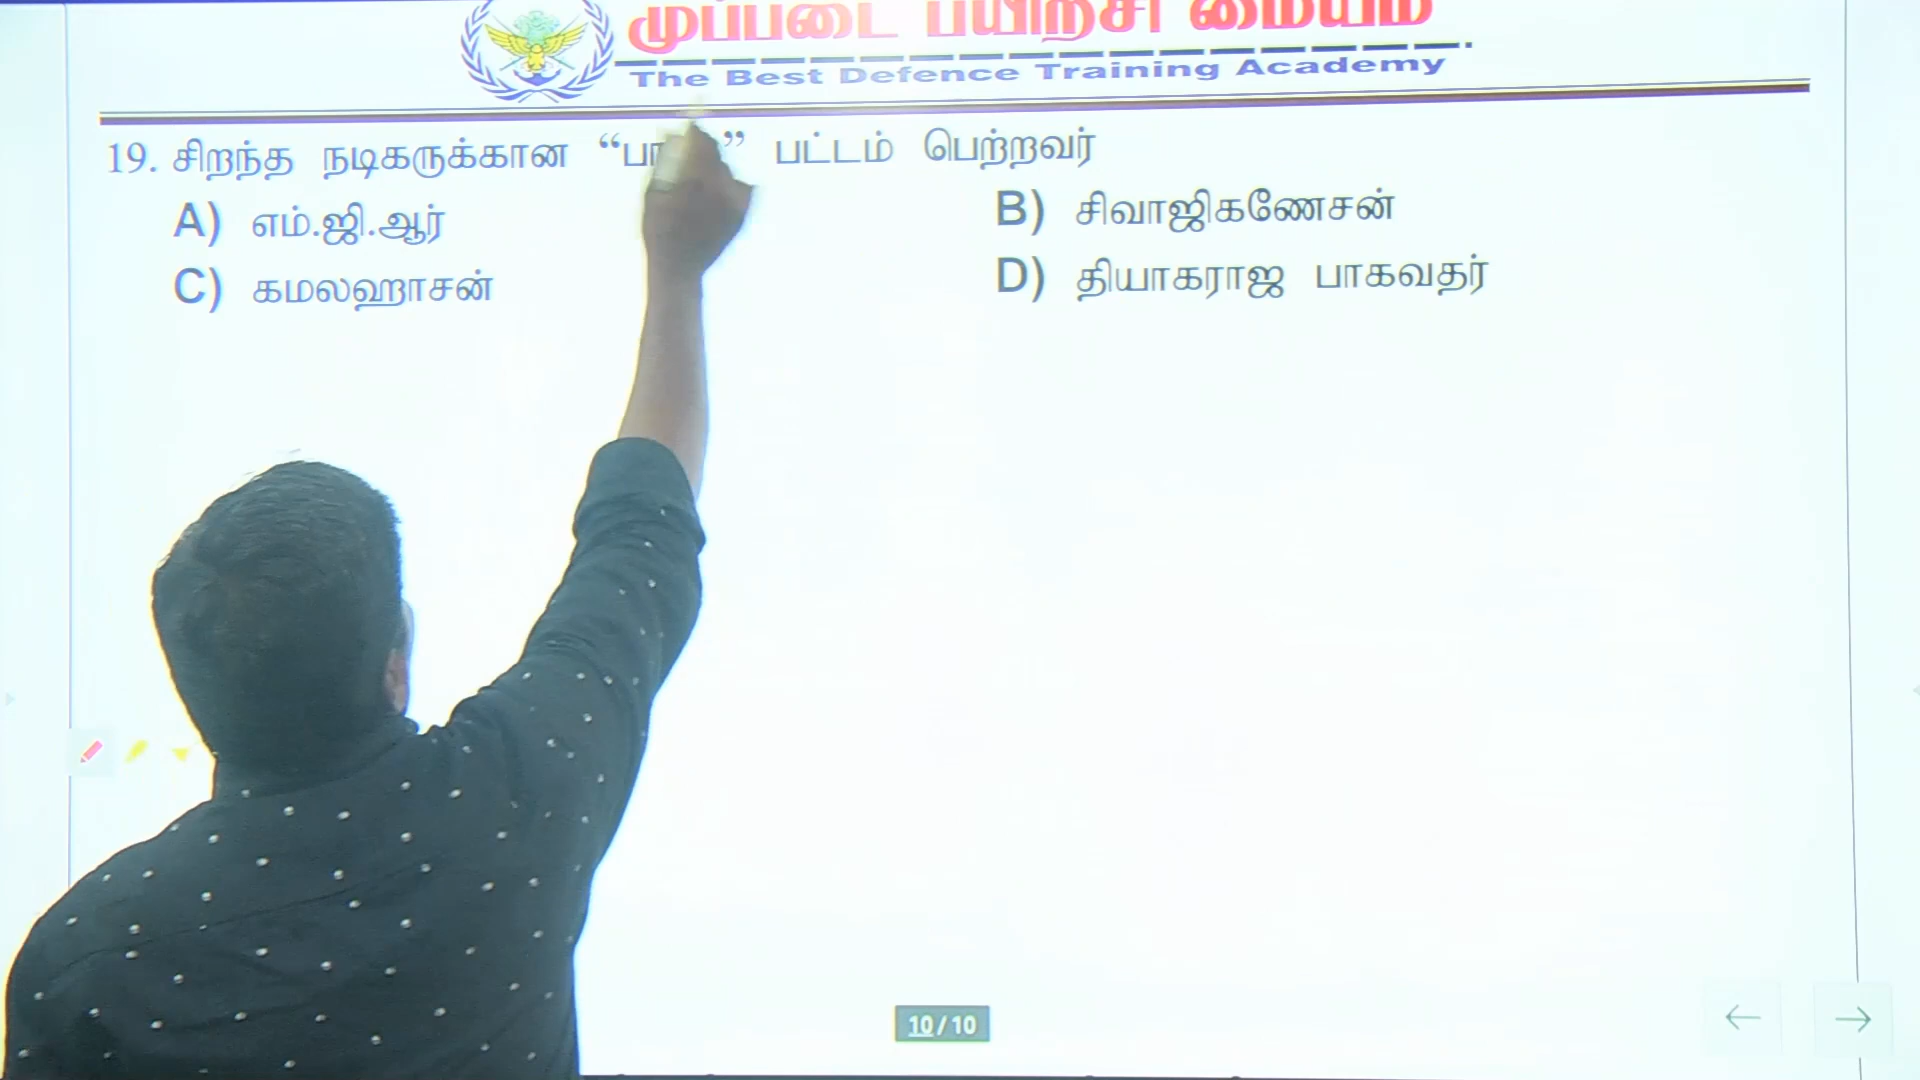 முப்படை பயிற்சி மையம்
The Best Defence Training Academy
19. சிறந்த நடிகருக்கான “ ” பட்டம் பெற்றவர்
A) எம்.ஜி.ஆர்
B) சிவாஜிகணேசன்
C) கமலஹாசன்
D) தியாகராஜ பாகவதர்
10 / 10